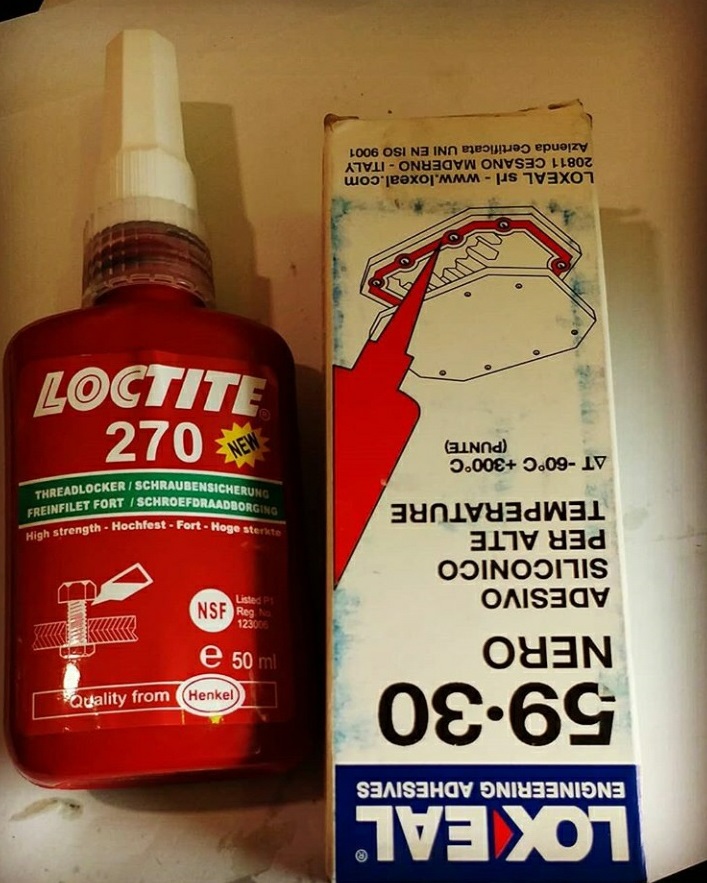 LOCTITE®
270
NEW
THREADLOCKER / SCHRAUBENSICHERUNG
FREINFILET FORT / SCHROEFDRAADBORGING
High strength - Hochfest - Fort - Hoge sterkte
NSF
Listed P1
Reg. No.
123006
e 50 ml
Quality from Henkel
LOXEAL®
ENGINEERING ADHESIVES
59·30
NERO
ADESIVO
SILICONICO
PER ALTE
TEMPERATURE
ΔT -60°C +300°C
(PUNTE)
LOXEAL srl - www.loxeal.com
20811 CESANO MADERNO - ITALY
Azienda Certificata UNI EN ISO 9001